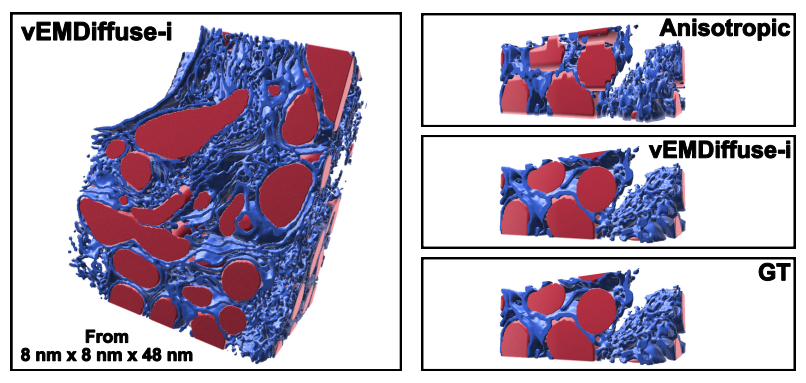 vEMDiffuse-i
From
8 nm x 8 nm x 48 nm
Anisotropic
vEMDiffuse-i
GT